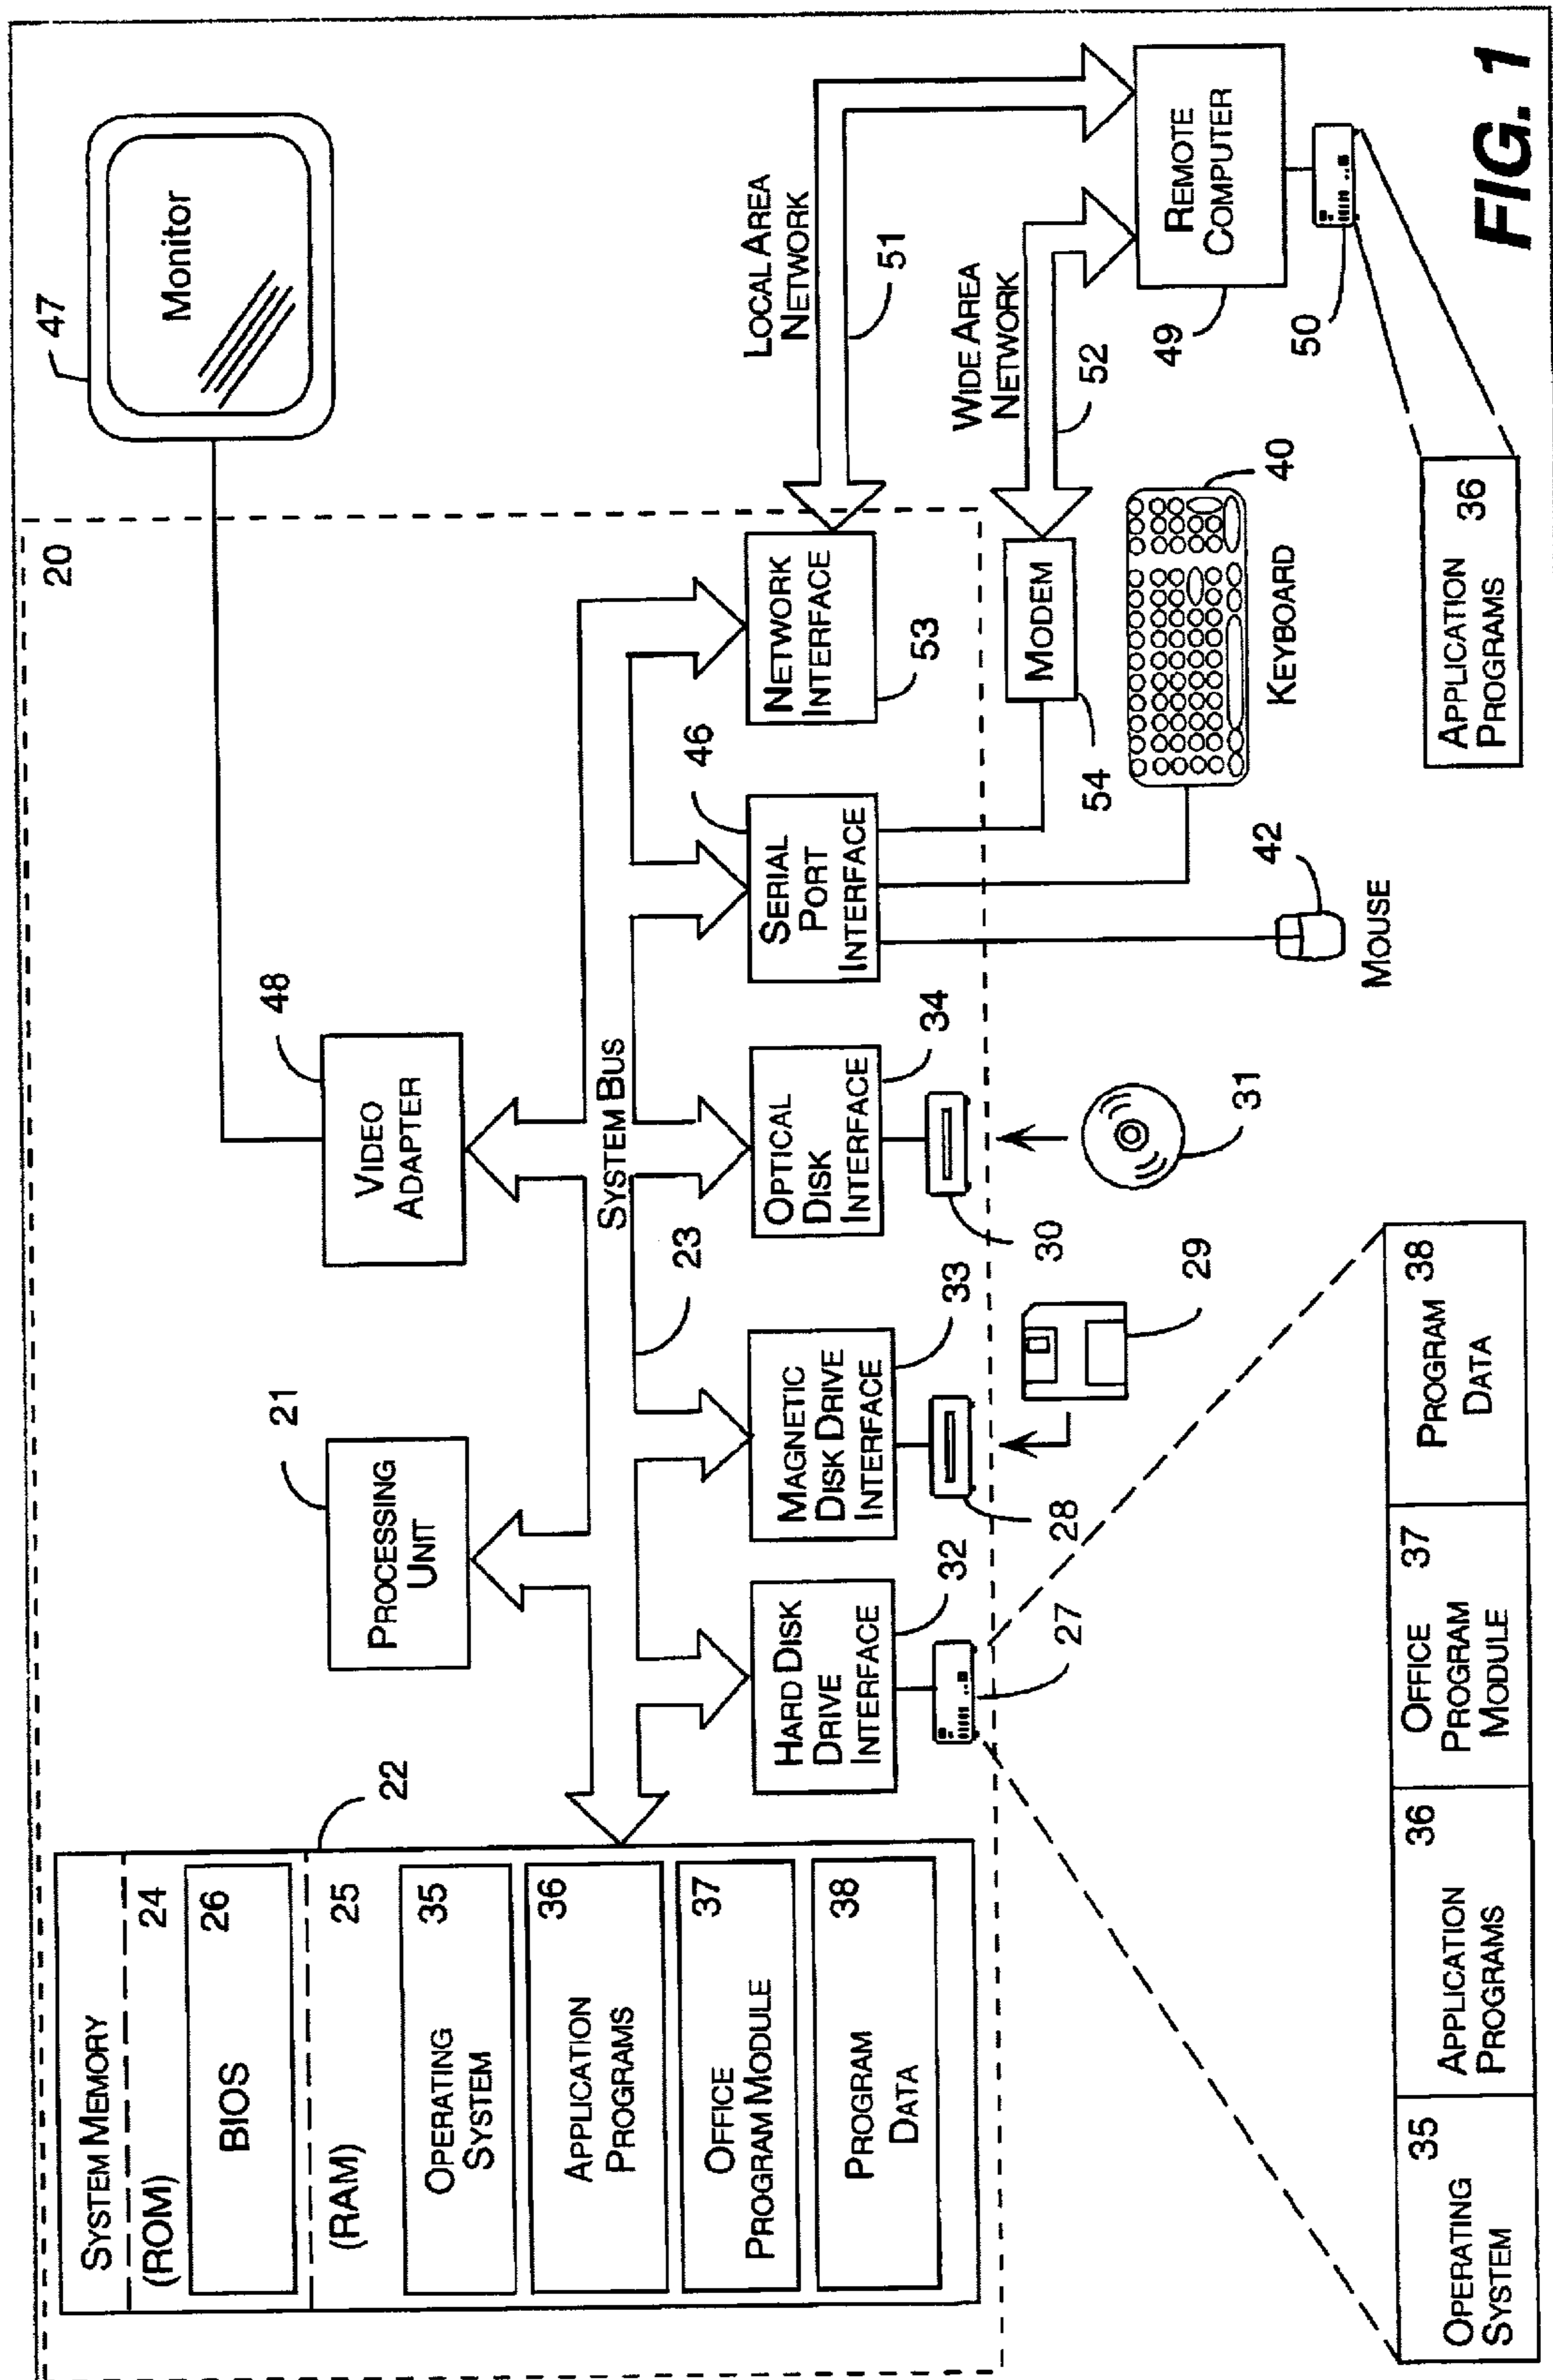 47
Monitor
20
SYSTEM MEMORY
(ROM) 24
BIOS
26
(RAM) 25
OPERATING
SYSTEM
35
APPLICATION
PROGRAMS
36
OFFICE
PROGRAM MODULE
37
PROGRAM
DATA
38
22
21
PROCESSING
UNIT
48
VIDEO
ADAPTER
SYSTEM BUS
23
HARD DISK
DRIVE
INTERFACE
32
MAGNETIC
DISK DRIVE
INTERFACE
33
OPTICAL
DISK
INTERFACE
34
SERIAL
PORT
INTERFACE
46
NETWORK
INTERFACE
53
LOCAL AREA
NETWORK
51
27
28
29
30
31
MODEM
54
WIDE AREA
NETWORK
52
KEYBOARD
40
MOUSE
42
REMOTE
COMPUTER
49
50
OPERATING
SYSTEM
35
APPLICATION
PROGRAMS
36
OFFICE
PROGRAM
MODULE
37
PROGRAM
DATA
38
APPLICATION
PROGRAMS
36
FIG. 1